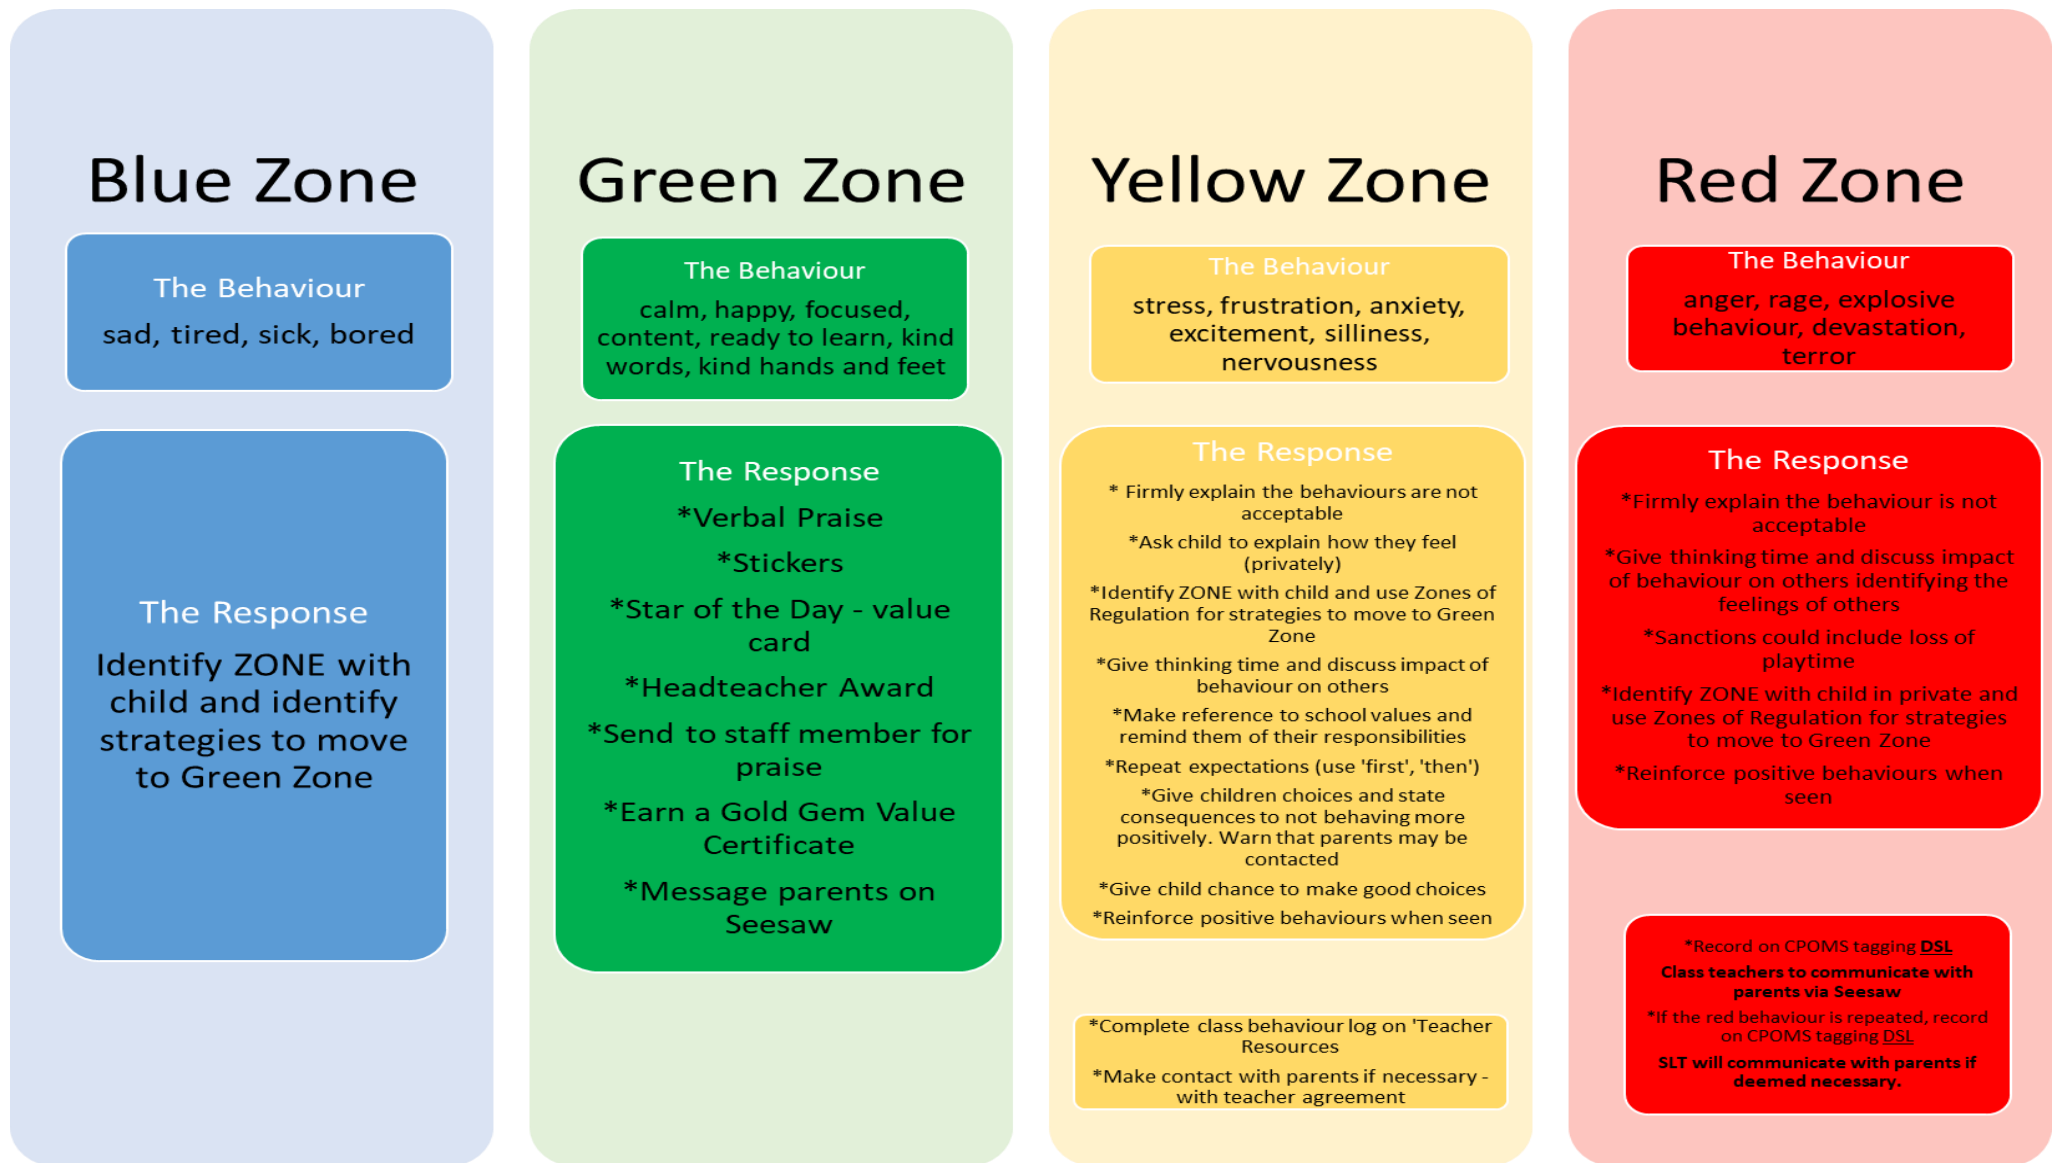 Blue Zone
The Behaviour
sad, tired, sick, bored
The Response
Identify ZONE with
child and identify
strategies to move
to Green Zone
Green Zone
The Behaviour
calm, happy, focused,
content, ready to learn, kind
words, kind hands and feet
The Response
*Verbal Praise
*Stickers
*Star of the Day - value
card
*Headteacher Award
*Send to staff member for
praise
*Earn a Gold Gem Value
Certificate
*Message parents on
Seesaw
Yellow Zone
The Behaviour
stress, frustration, anxiety,
excitement, silliness,
nervousness
The Response
* Firmly explain the behaviours are not
acceptable
*Ask child to explain how they feel
(privately)
*Identify ZONE with child and use Zones of
Regulation for strategies to move to Green
Zone
*Give thinking time and discuss impact of
behaviour on others
*Make reference to school values and
remind them of their responsibilities
*Repeat expectations (use 'first', 'then')
*Give children choices and state
consequences to not behaving more
positively. Warn that parents may be
contacted
*Give child chance to make good choices
*Reinforce positive behaviours when seen
*Complete class behaviour log on 'Teacher
Resources
*Make contact with parents if necessary -
with teacher agreement
Red Zone
The Behaviour
anger, rage, explosive
behaviour, devastation,
terror
The Response
*Firmly explain the behaviour is not
acceptable
*Give thinking time and discuss impact
of behaviour on others identifying the
feelings of others
*Sanctions could include loss of
playtime
*Identify ZONE with child in private and
use Zones of Regulation for strategies
to move to Green Zone
*Reinforce positive behaviours when
seen
*Record on CPOMS tagging DSL
Class teachers to communicate with
parents via Seesaw
*If the red behaviour is repeated, record
on CPOMS tagging DSL
SLT will communicate with parents if
deemed necessary.